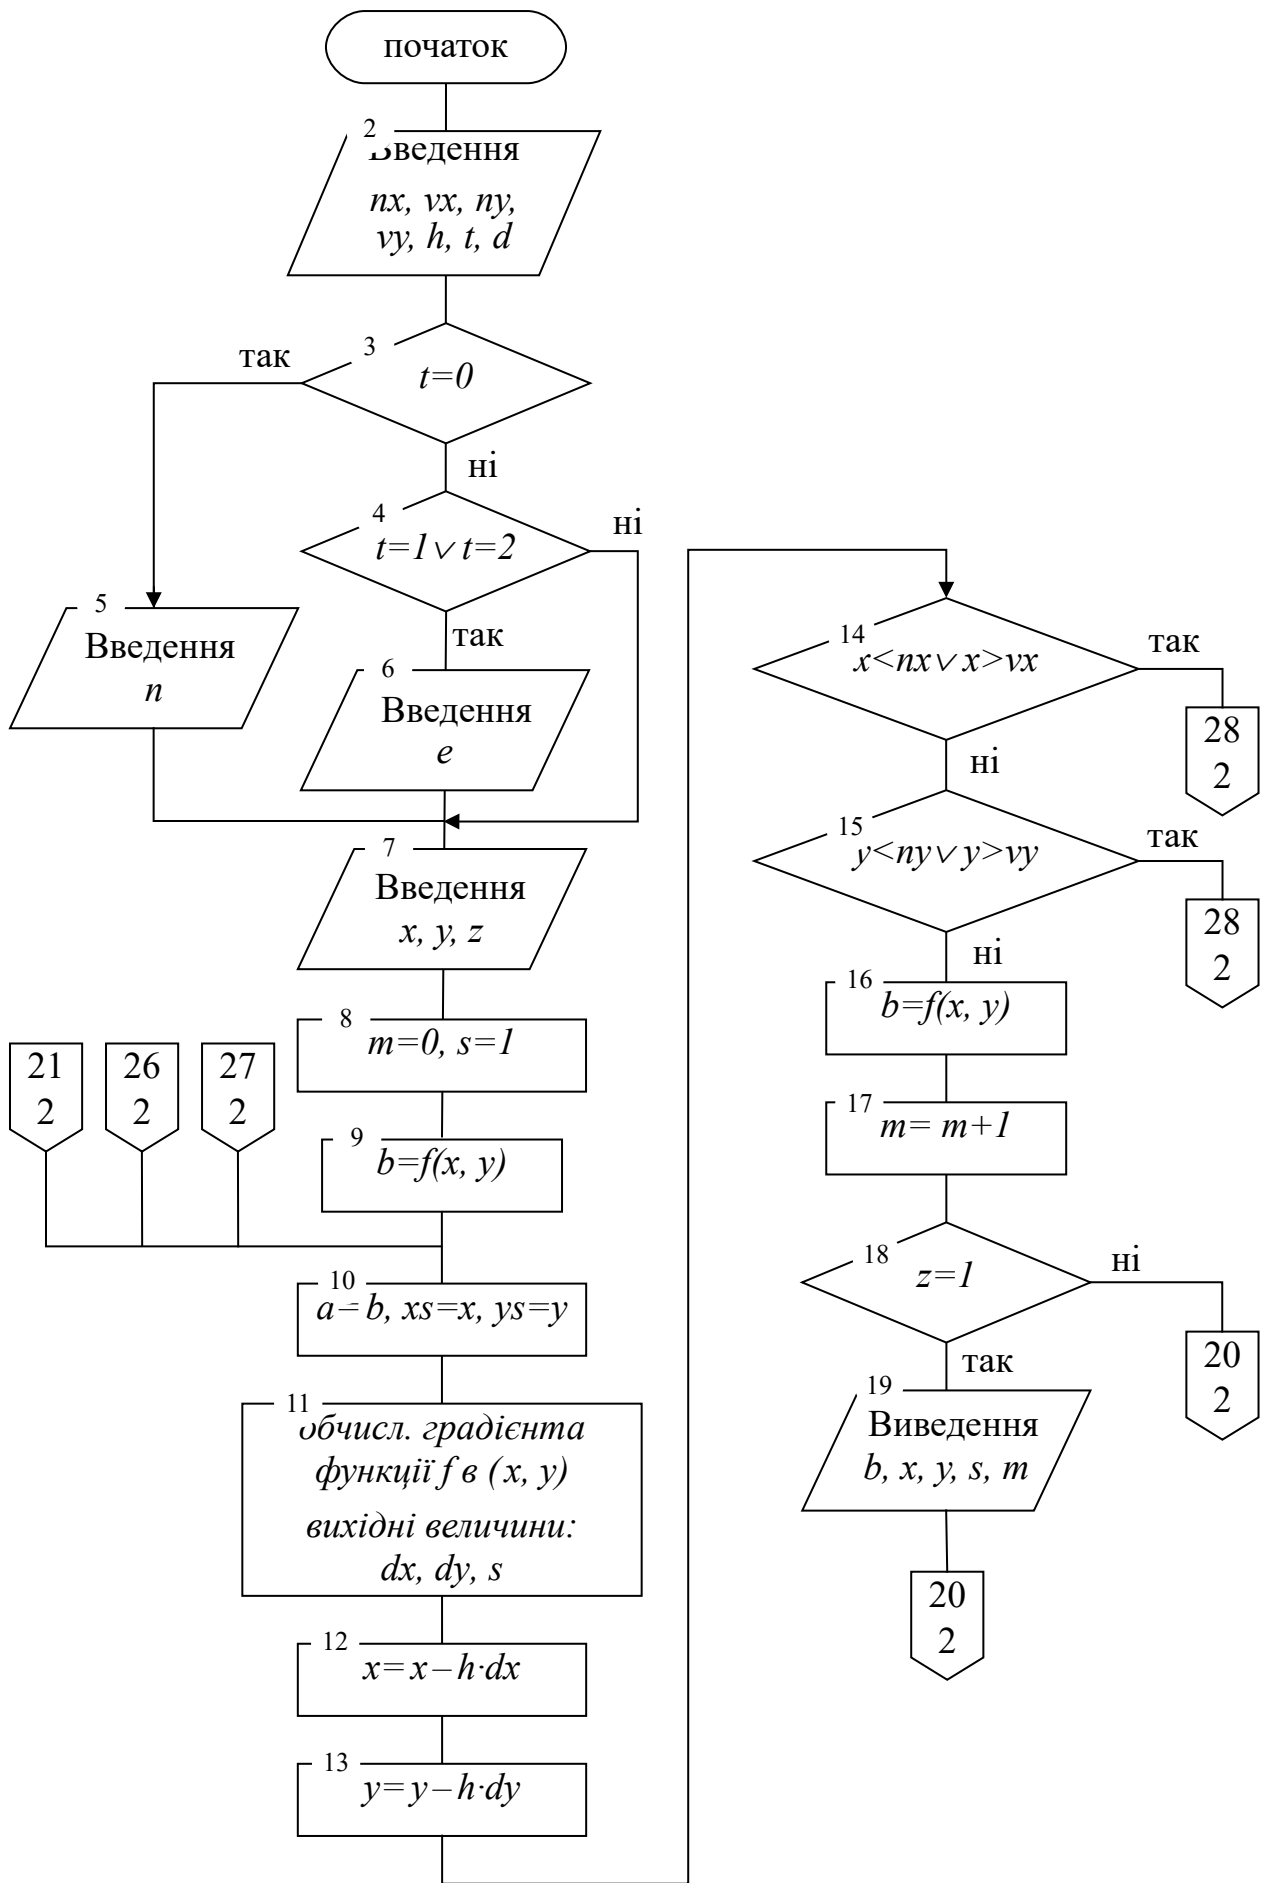 початок
2
Введення
nx, vx, ny,
vy, h, t, d
3
так
t=0
ні
4
ні
t=1∨t=2
так
5
Введення
n
6
Введення
e
7
Введення
x, y, z
8
m=0, s=1
21
2
26
2
27
2
9
b=f(x, y)
10
a=b, xs=x, ys=y
11
обчисл. градієнта
функції f в (x, y)
вихідні величини:
dx, dy, s
12
x=x–h·dx
13
y=y–h·dy
14
так
x<nx∨x>vx
28
2
ні
15
так
y<ny∨y>vy
28
2
ні
16
b=f(x, y)
17
m= m+1
18
ні
z=1
20
2
так
19
Виведення
b, x, y, s, m
20
2